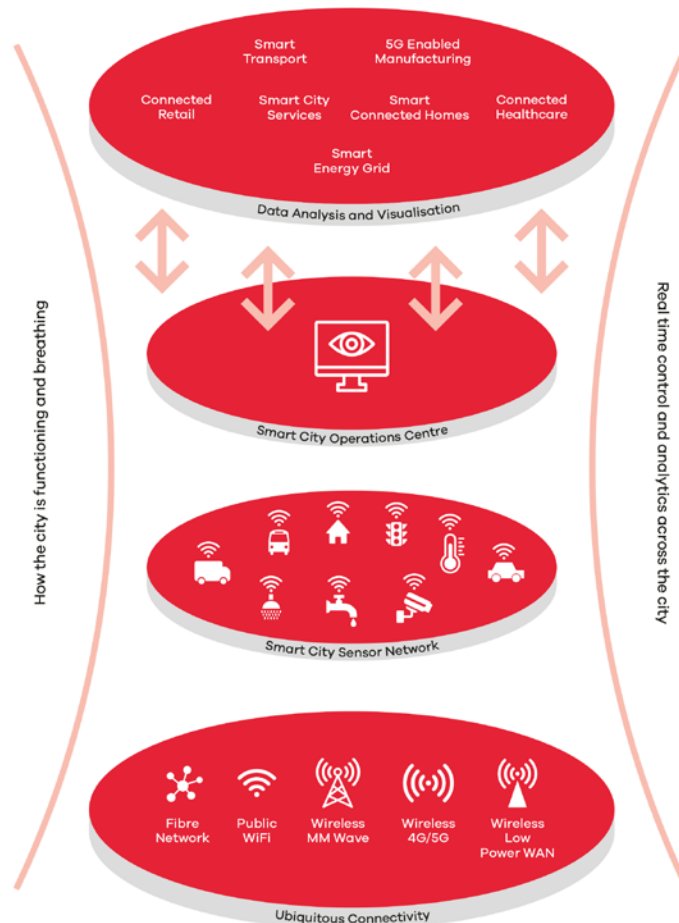 Smart
Transport
5G Enabled
Manufacturing
Connected
Retail
Smart City
Services
Smart
Connected Homes
Connected
Healthcare
Smart
Energy Grid
Data Analysis and Visualisation
How the city is functioning and breathing
Real time control and analytics across the city
Smart City Operations Centre
Smart City Sensor Network
Fibre
Network
Public
WiFi
Wireless
MM Wave
Wireless
4G/5G
Wireless
Low
Power WAN
Ubiquitous Connectivity